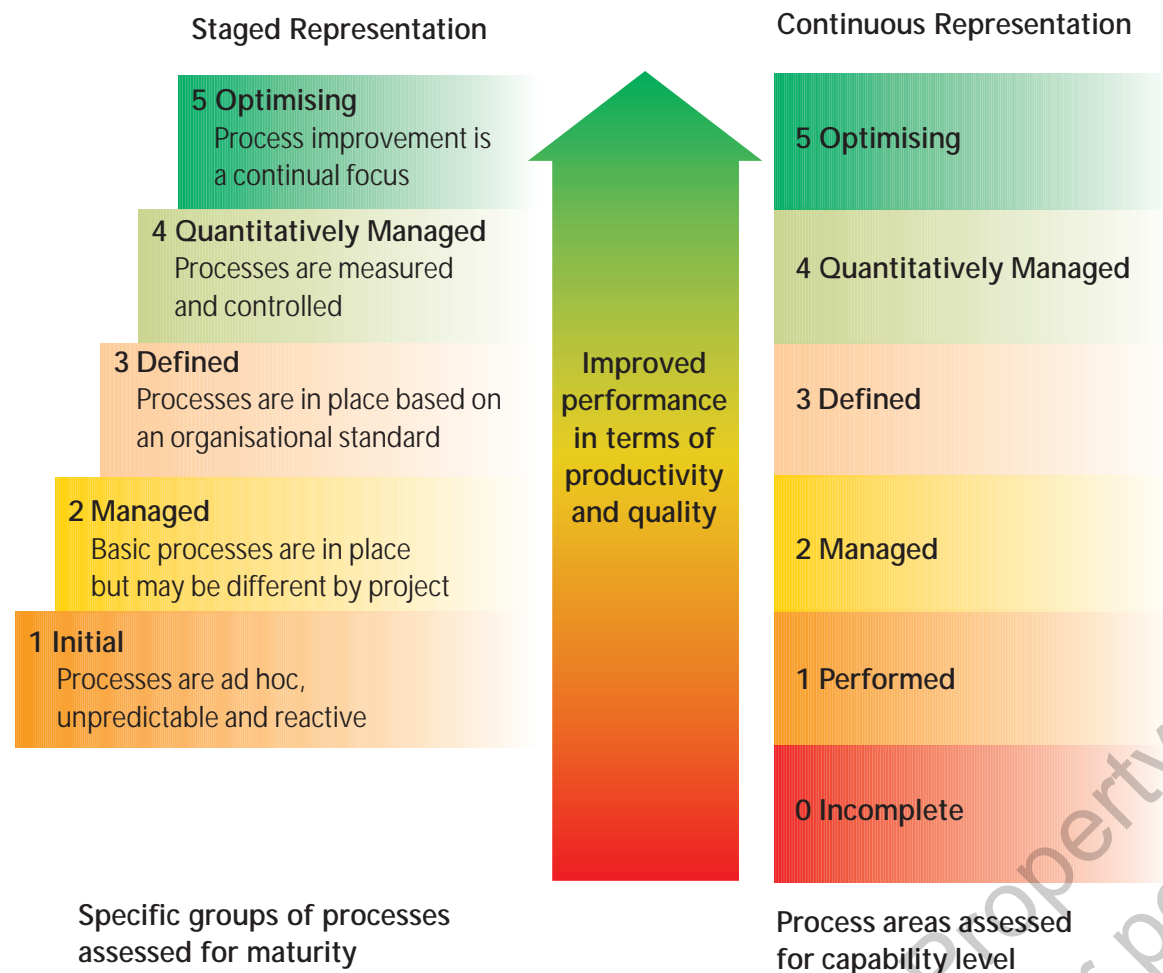 Staged Representation
5 Optimising
Process improvement is
a continual focus
4 Quantitatively Managed
Processes are measured
and controlled
3 Defined
Processes are in place based on
an organisational standard
2 Managed
Basic processes are in place
but may be different by project
1 Initial
Processes are ad hoc,
unpredictable and reactive
Specific groups of processes
assessed for maturity
Improved
performance
in terms of
productivity
and quality
Continuous Representation
5 Optimising
4 Quantitatively Managed
3 Defined
2 Managed
1 Performed
0 Incomplete
Process areas assessed
for capability level
Property